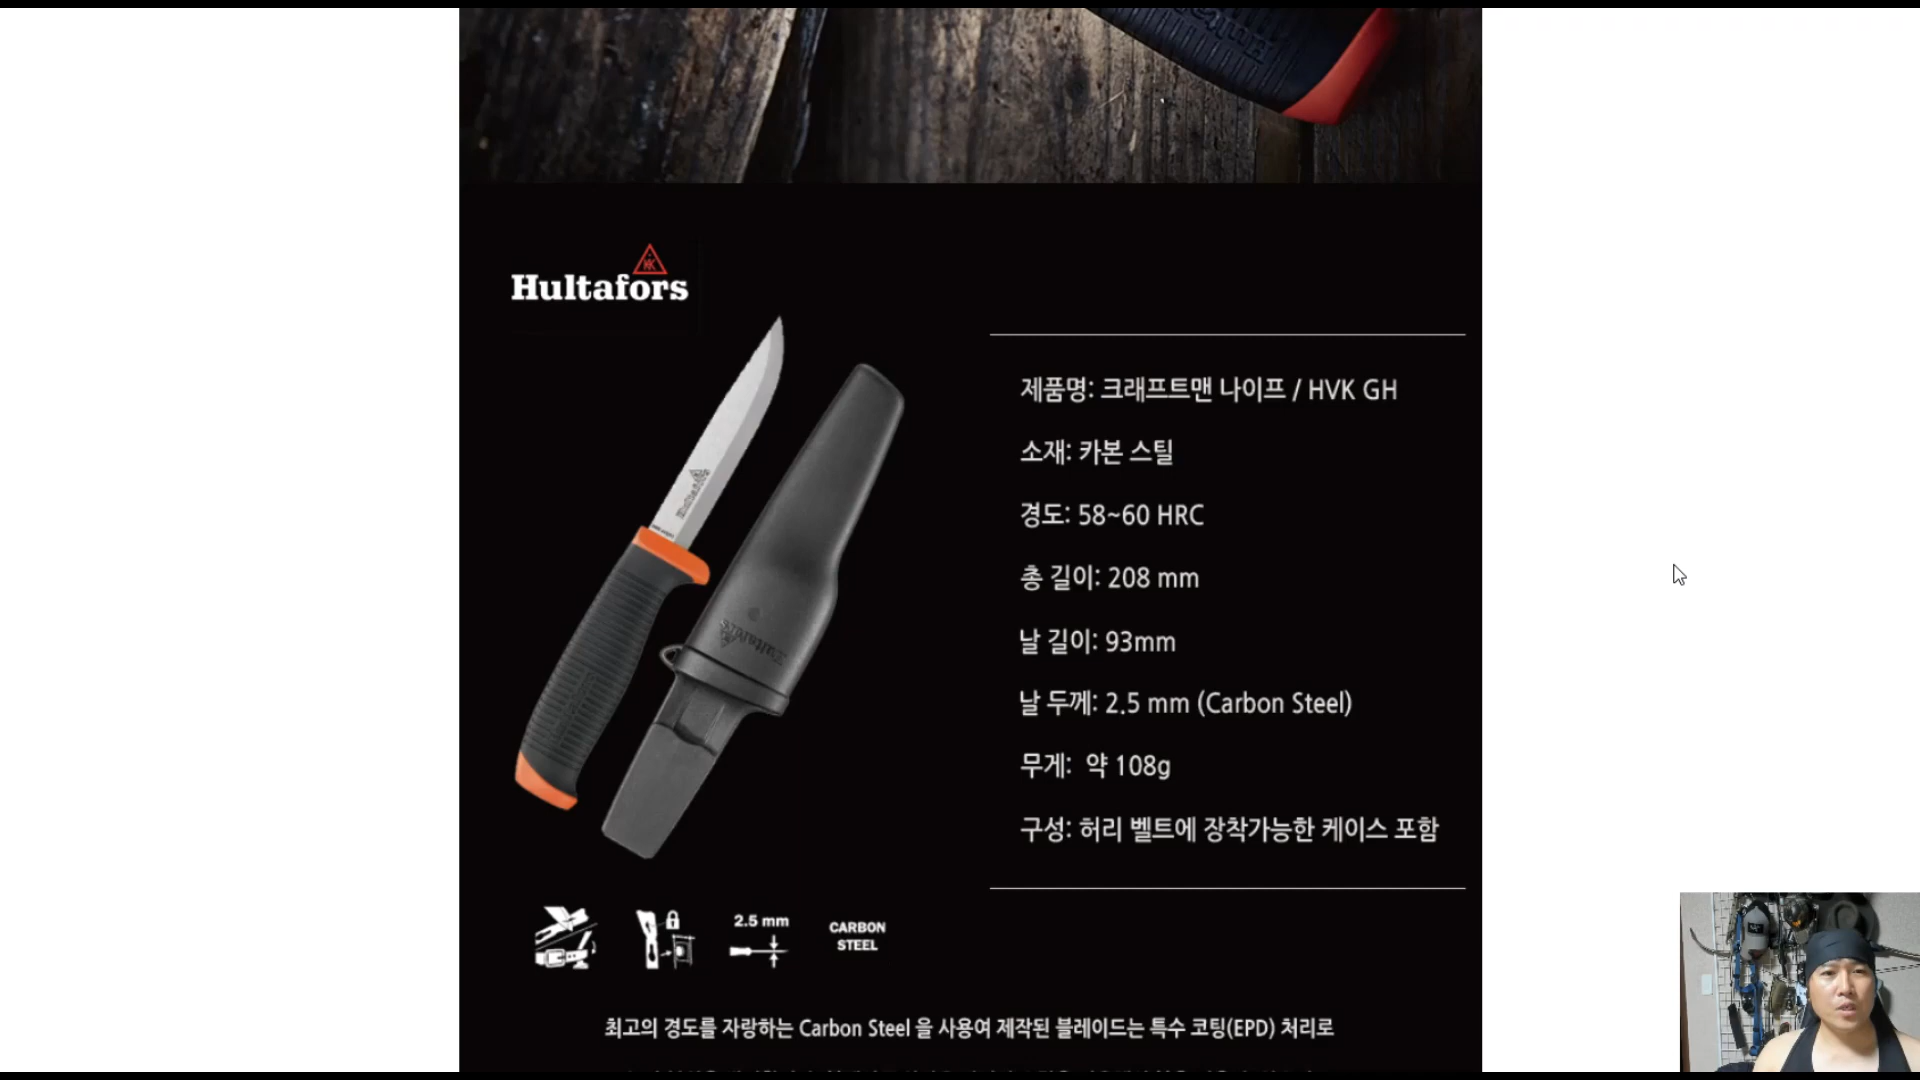 Hultafors
제품명: 크래프트맨 나이프 / HVK GH
소재: 카본 스틸
경도: 58~60 HRC
총 길이: 208 mm
날 길이: 93mm
날 두께: 2.5 mm (Carbon Steel)
무게: 약 108g
구성: 허리 벨트에 장착가능한 케이스 포함
2.5 mm
CARBON
STEEL
최고의 경도를 자랑하는 Carbon Steel 을 사용여 제작된 블레이드는 특수 코팅(EPD) 처리로